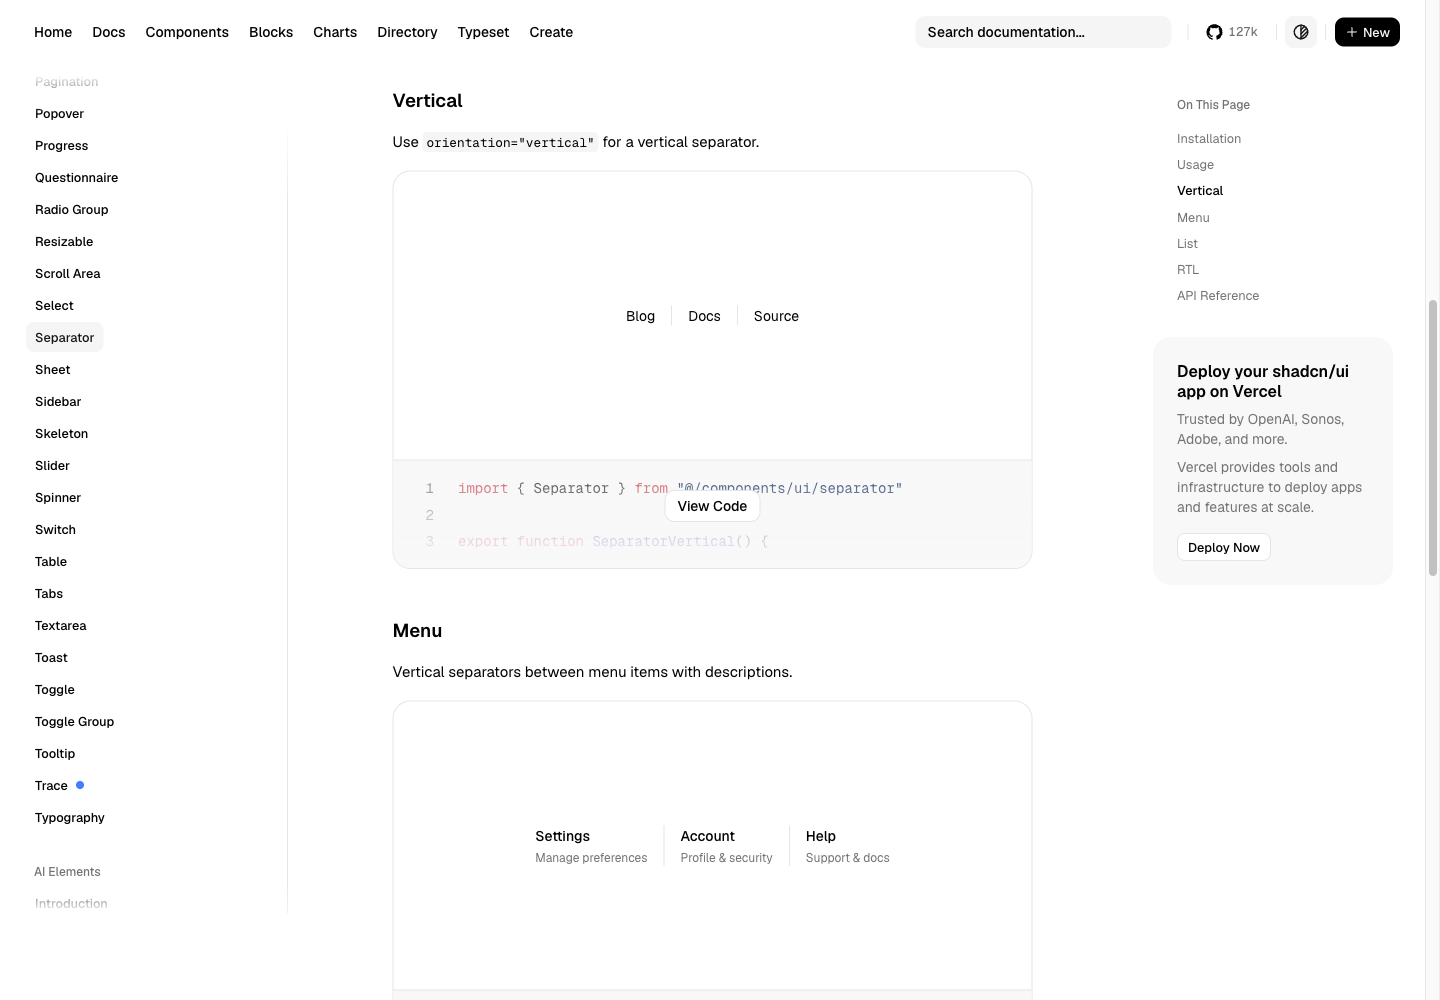 Home Docs Components Blocks Charts Directory Typeset Create
Search documentation...
127k
New
Pagination
Popover
Progress
Questionnaire
Radio Group
Resizable
Scroll Area
Select
Separator
Sheet
Sidebar
Skeleton
Slider
Spinner
Switch
Table
Tabs
Textarea
Toast
Toggle
Toggle Group
Tooltip
Trace
Typography
AI Elements
Introduction
Vertical
Use orientation="vertical" for a vertical separator.
Blog Docs Source
1 import { Separator } from "@/components/ui/separator"
View Code
2
3 export function SeparatorVertical() {
Menu
Vertical separators between menu items with descriptions.
Settings Account Help
Manage preferences Profile & security Support & docs
On This Page
Installation
Usage
Vertical
Menu
List
RTL
API Reference
Deploy your shadcn/ui
app on Vercel
Trusted by OpenAI, Sonos,
Adobe, and more.
Vercel provides tools and
infrastructure to deploy apps
and features at scale.
Deploy Now